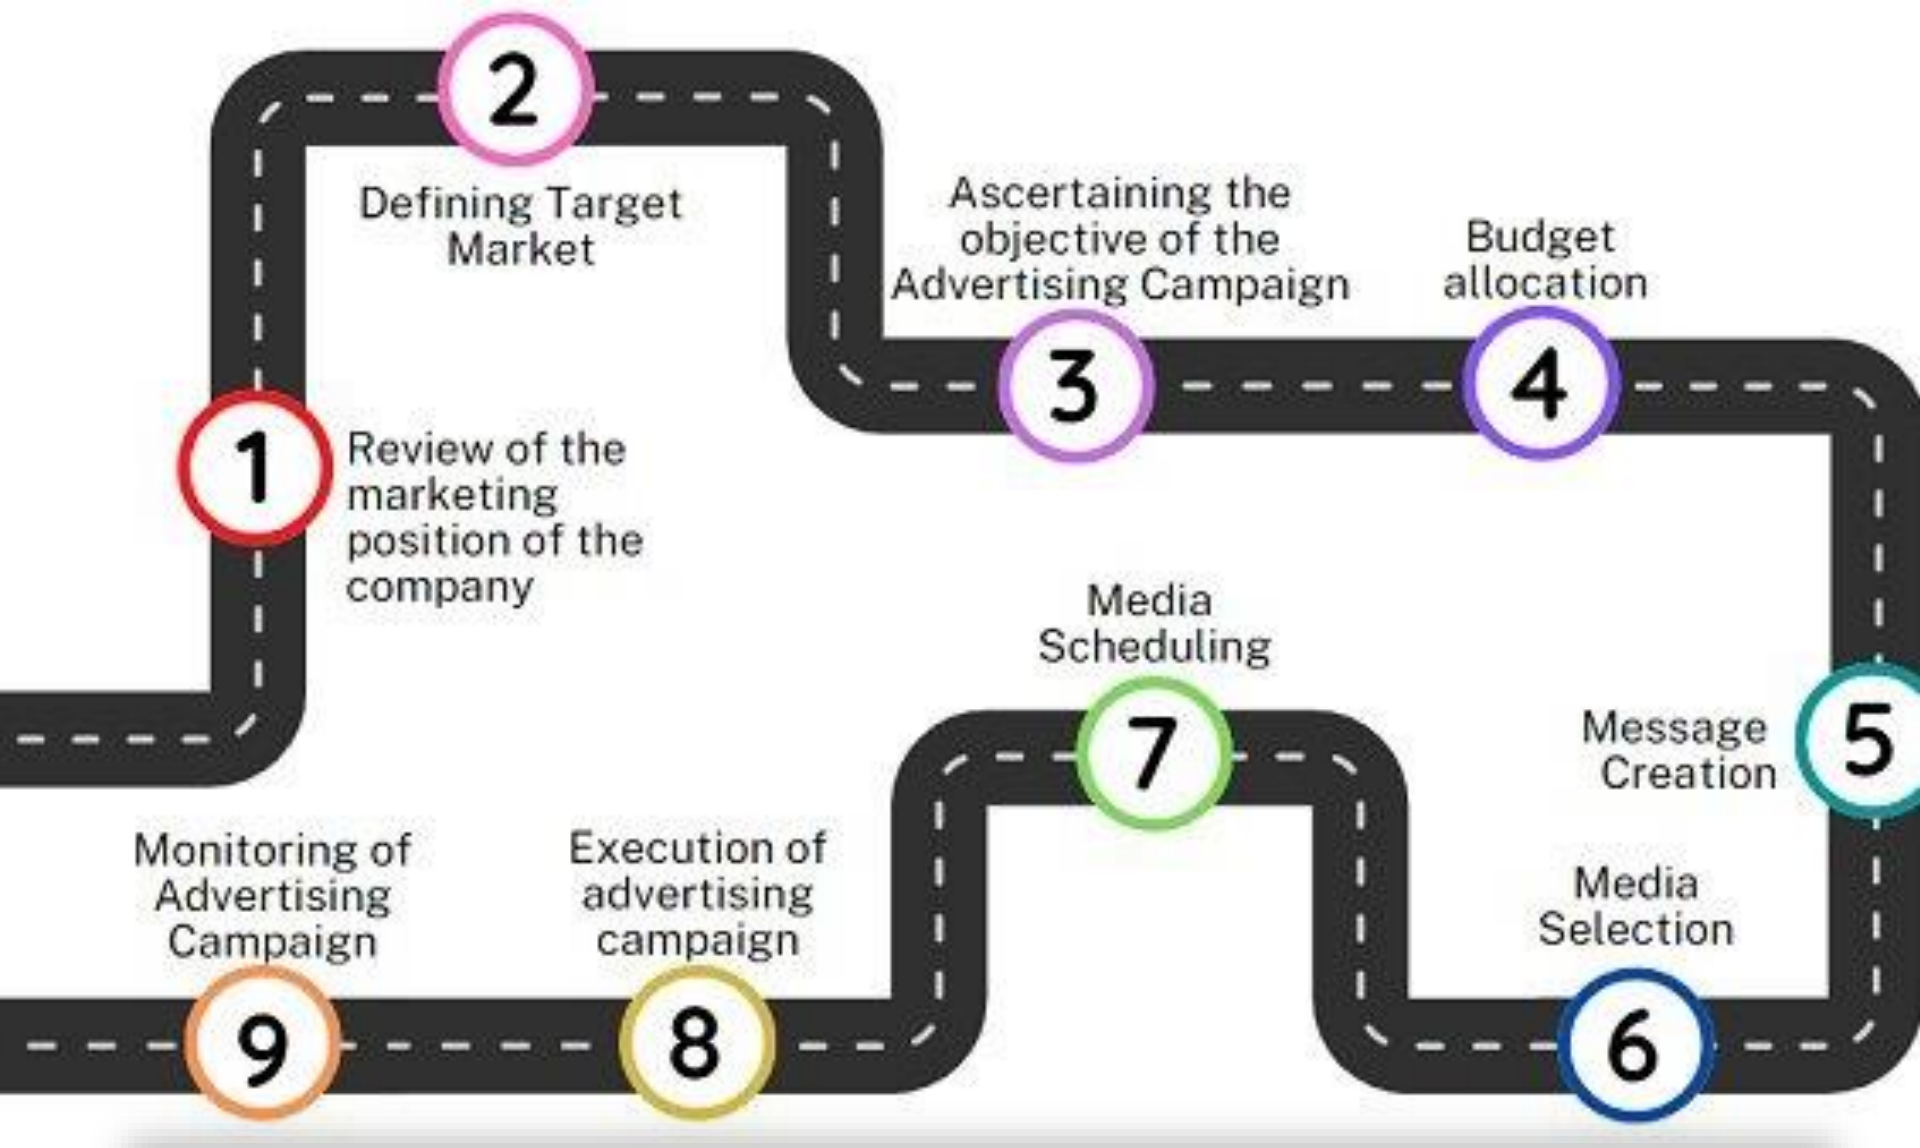 2
Defining Target
Market
Ascertaining the
objective of the
Advertising Campaign
3
Budget
allocation
4
1
Review of the
marketing
position of the
company
Media
Scheduling
7
Message
Creation
5
Media
Selection
6
Execution of
advertising
campaign
8
Monitoring of
Advertising
Campaign
9